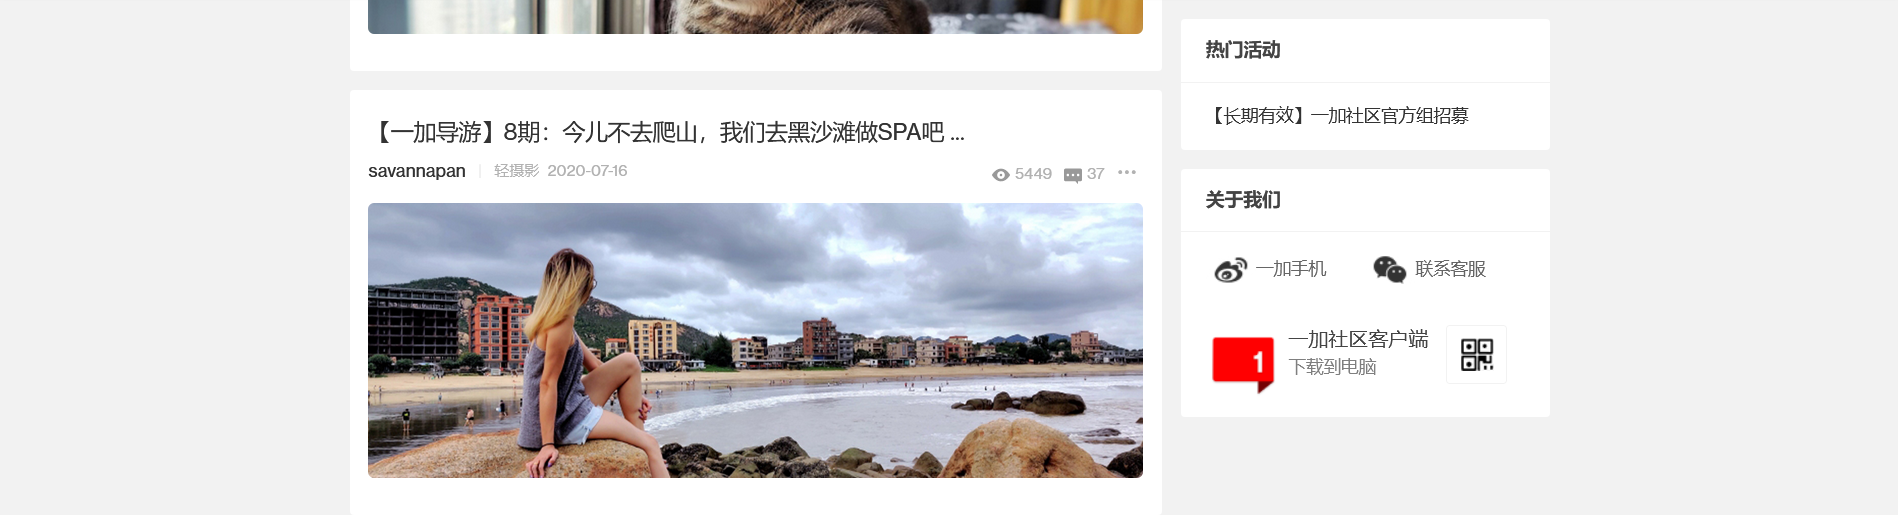 【一加导游】8期：今儿不去爬山，我们去黑沙滩做SPA吧 ...
savannapan 轻摄影 2020-07-16 5449 37
热门活动
【长期有效】一加社区官方组招募
关于我们
一加手机 联系客服
1 一加社区客户端
下载到电脑